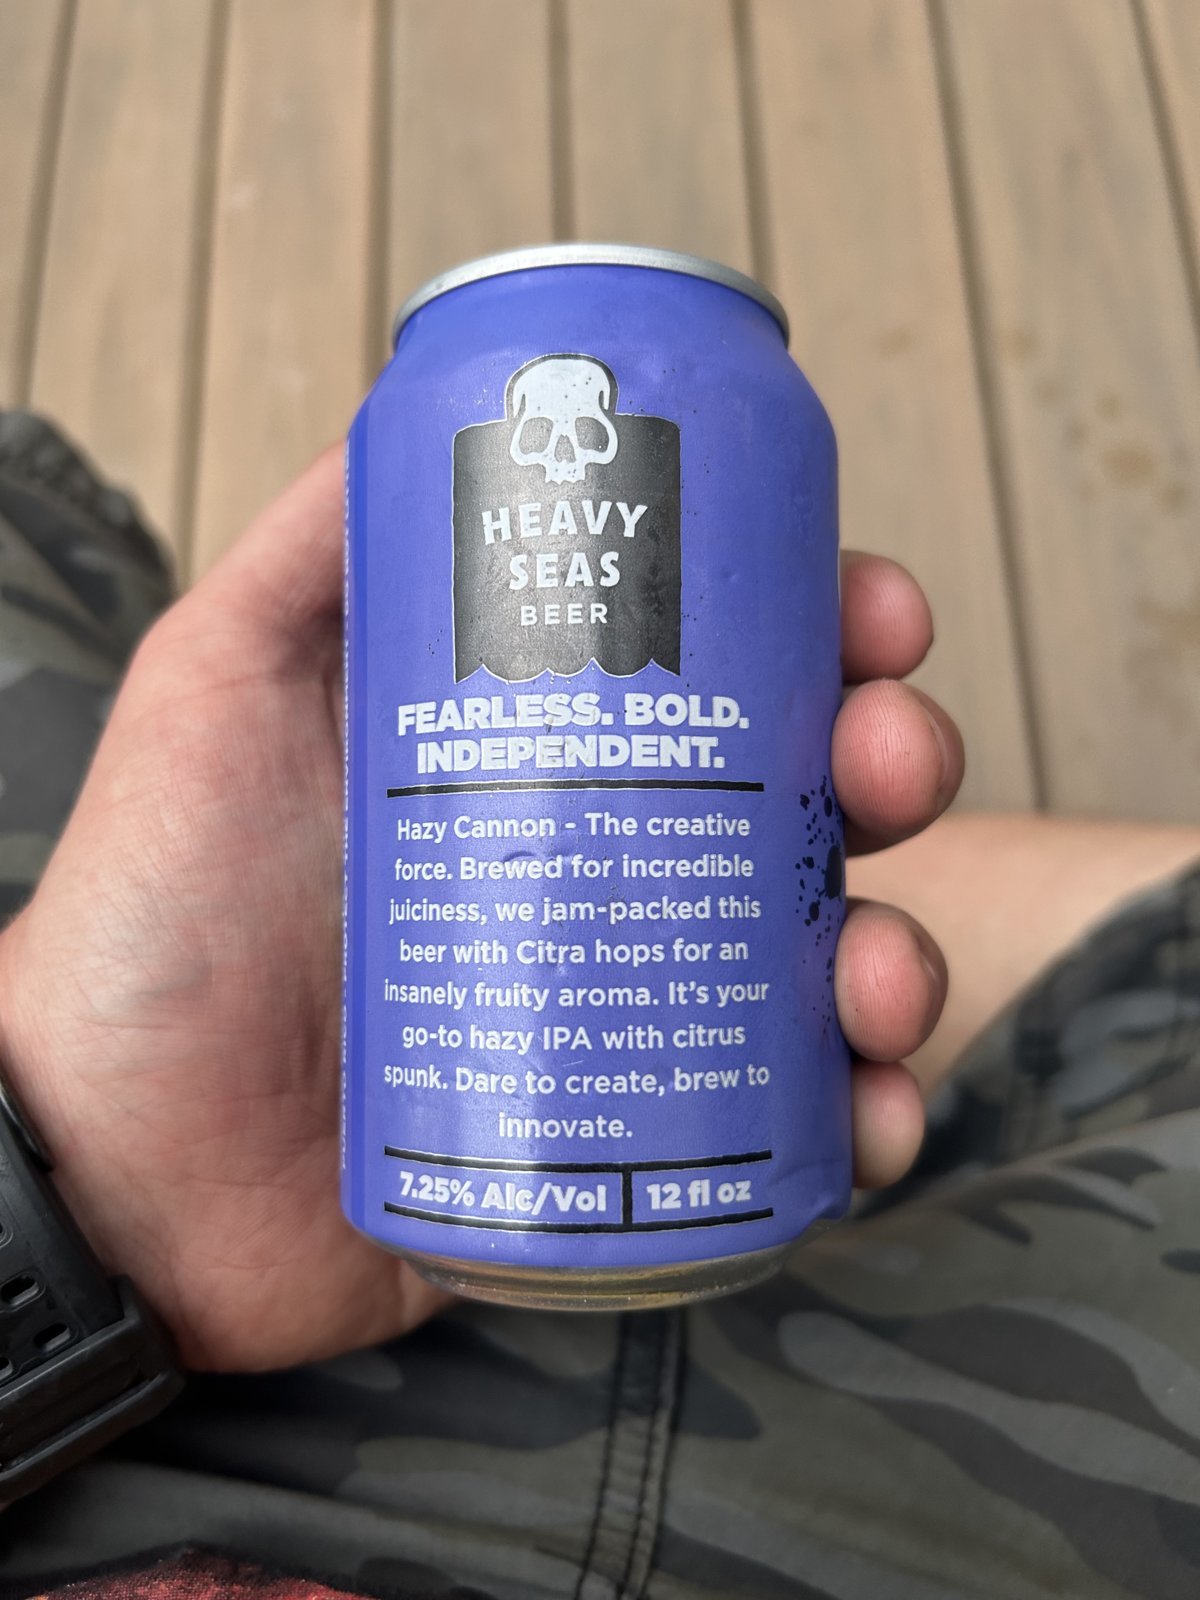 HEAVY
SEAS
BEER
FEARLESS. BOLD.
INDEPENDENT.
Hazy Cannon - The creative
force. Brewed for incredible
juiciness, we jam-packed this
beer with Citra hops for an
insanely fruity aroma. It's your
go-to hazy IPA with citrus
spunk. Dare to create, brew to
innovate.
7.25% Alc/Vol
12 fl oz